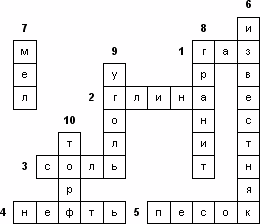 6
7 8 и
м 9 1 г а з
е у р в
л 2 г л и н а е
10 о н с
т л и т
3 с о л ь т н
р я
4 н е ф т ь 5 п е с о к